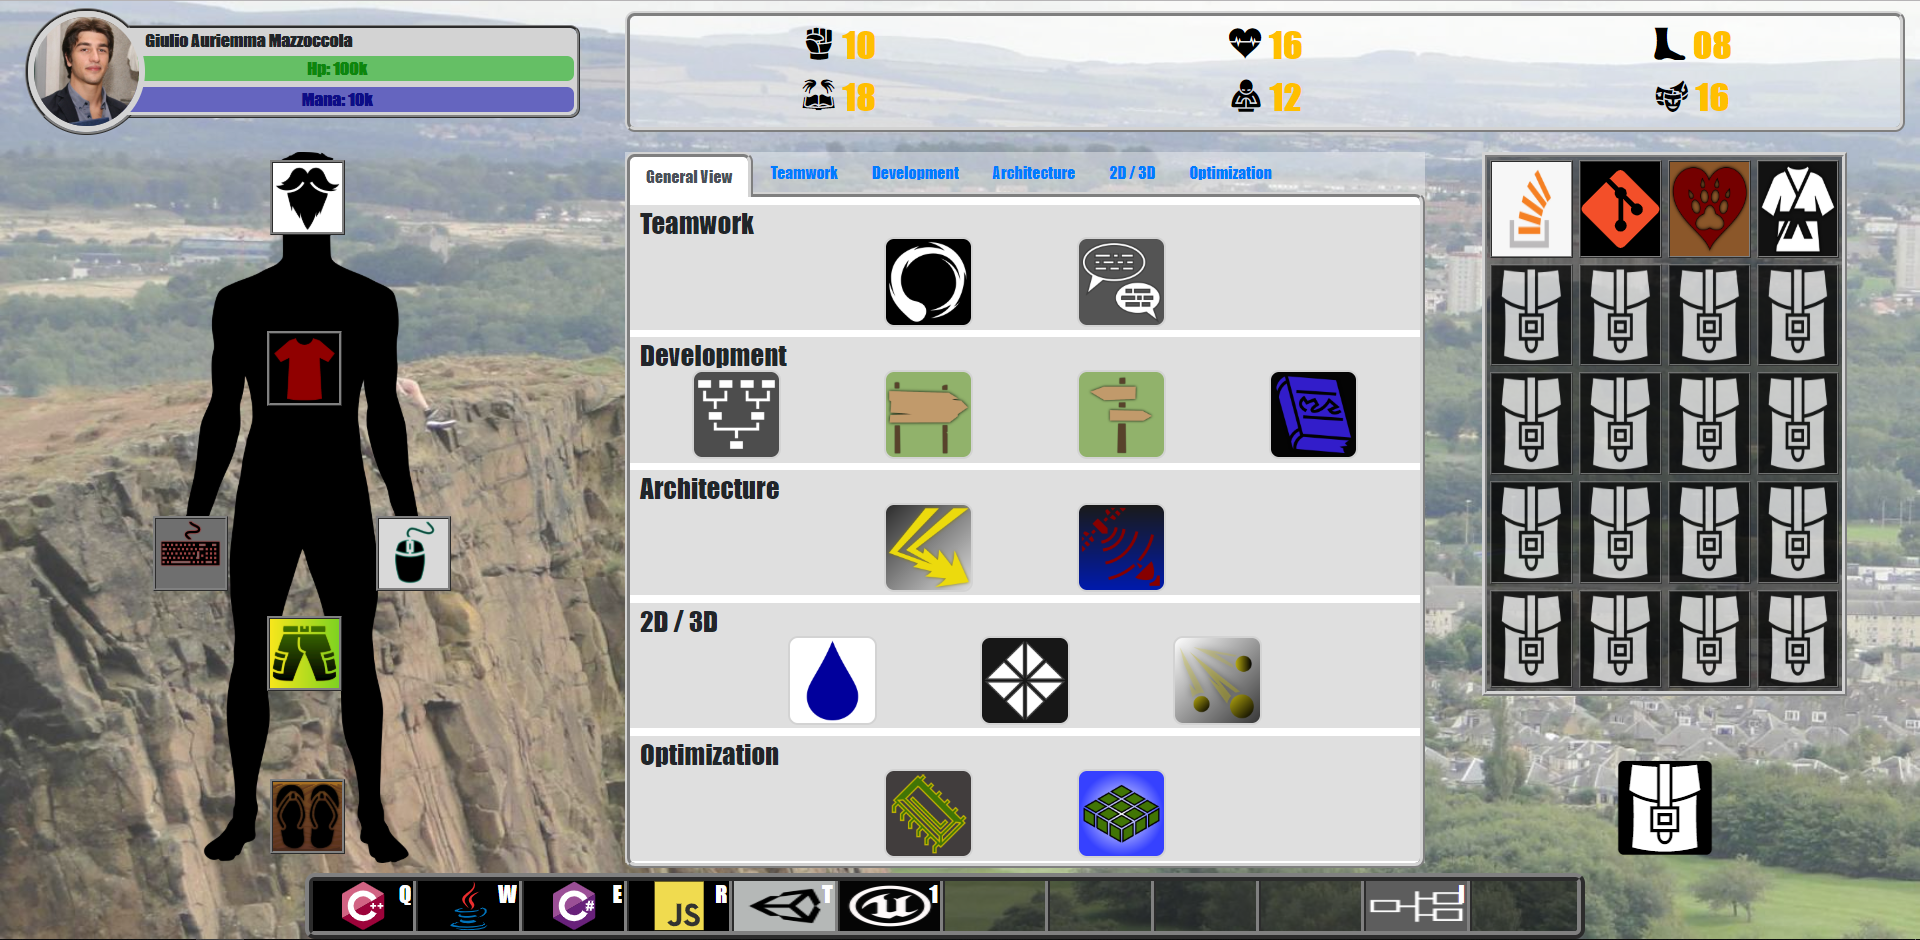 Giulio Auriemma Mazzoccola
Hp: 100k
Mana: 10k
10
16
08
18
12
16
General View
Teamwork
Development
Architecture
2D / 3D
Optimization
Teamwork
Development
Architecture
2D / 3D
Optimization
C++
Q
W
C#
E
JS
R
T
1